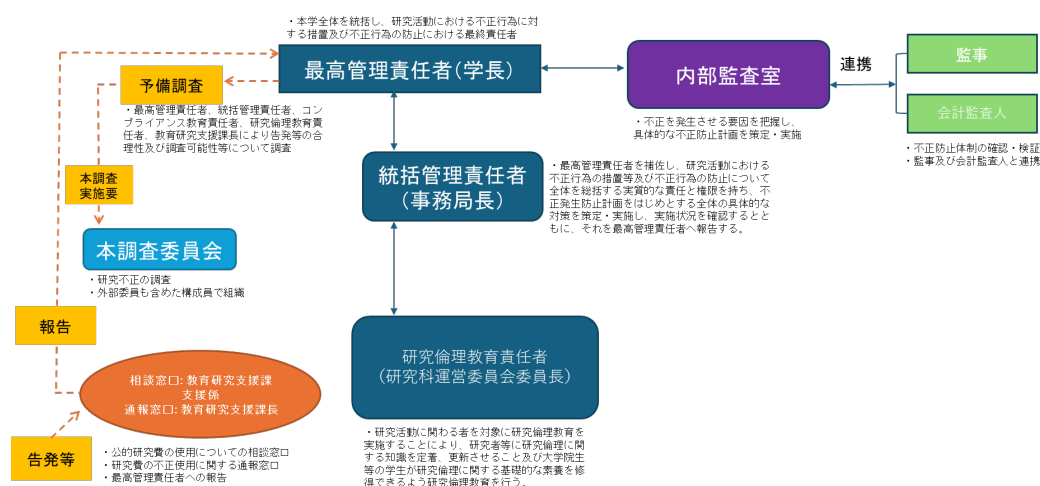 ・本学全体を統括し、研究活動における不正行為に対
する措置及び不正行為の防止における最終責任者
最高管理責任者(学長)
内部監査室
連携
監事
会計監査人
・不正防止体制の確認・検証
・監事及び会計監査人と連携
・不正を発生させる要因を把握し、
具体的な不正防止計画を策定・実施
予備調査
・最高管理責任者、統括管理責任者、コン
プライアンス教育責任者、研究倫理教育責
任者、教育研究支援課長により告発等の合
理性及び調査可能性等について調査
本調査
実施要
統括管理責任者
(事務局長)
・最高管理責任者を補佐し、研究活動における
不正行為の措置等及び不正行為の防止について
全体を総括する実質的な責任と権限を持ち、不
正発生防止計画をはじめとする全体の具体的な
対策を策定・実施し、実施状況を確認するとと
もに、それを最高管理責任者へ報告する。
本調査委員会
・研究不正の調査
・外部委員も含めた構成員で組織
報告
研究倫理教育責任者
(研究科運営委員会委員長)
・研究活動に関わる者を対象に研究倫理教育を
実施することにより、研究者等に研究倫理に関
する知識を定着、更新させること及び大学院生
等の学生が研究倫理に関する基礎的な素養を修
得できるよう研究倫理教育を行う。
相談窓口: 教育研究支援課
支援係
通報窓口: 教育研究支援課長
告発等
・公的研究費の使用についての相談窓口
・研究費の不正使用に関する通報窓口
・最高管理責任者への報告